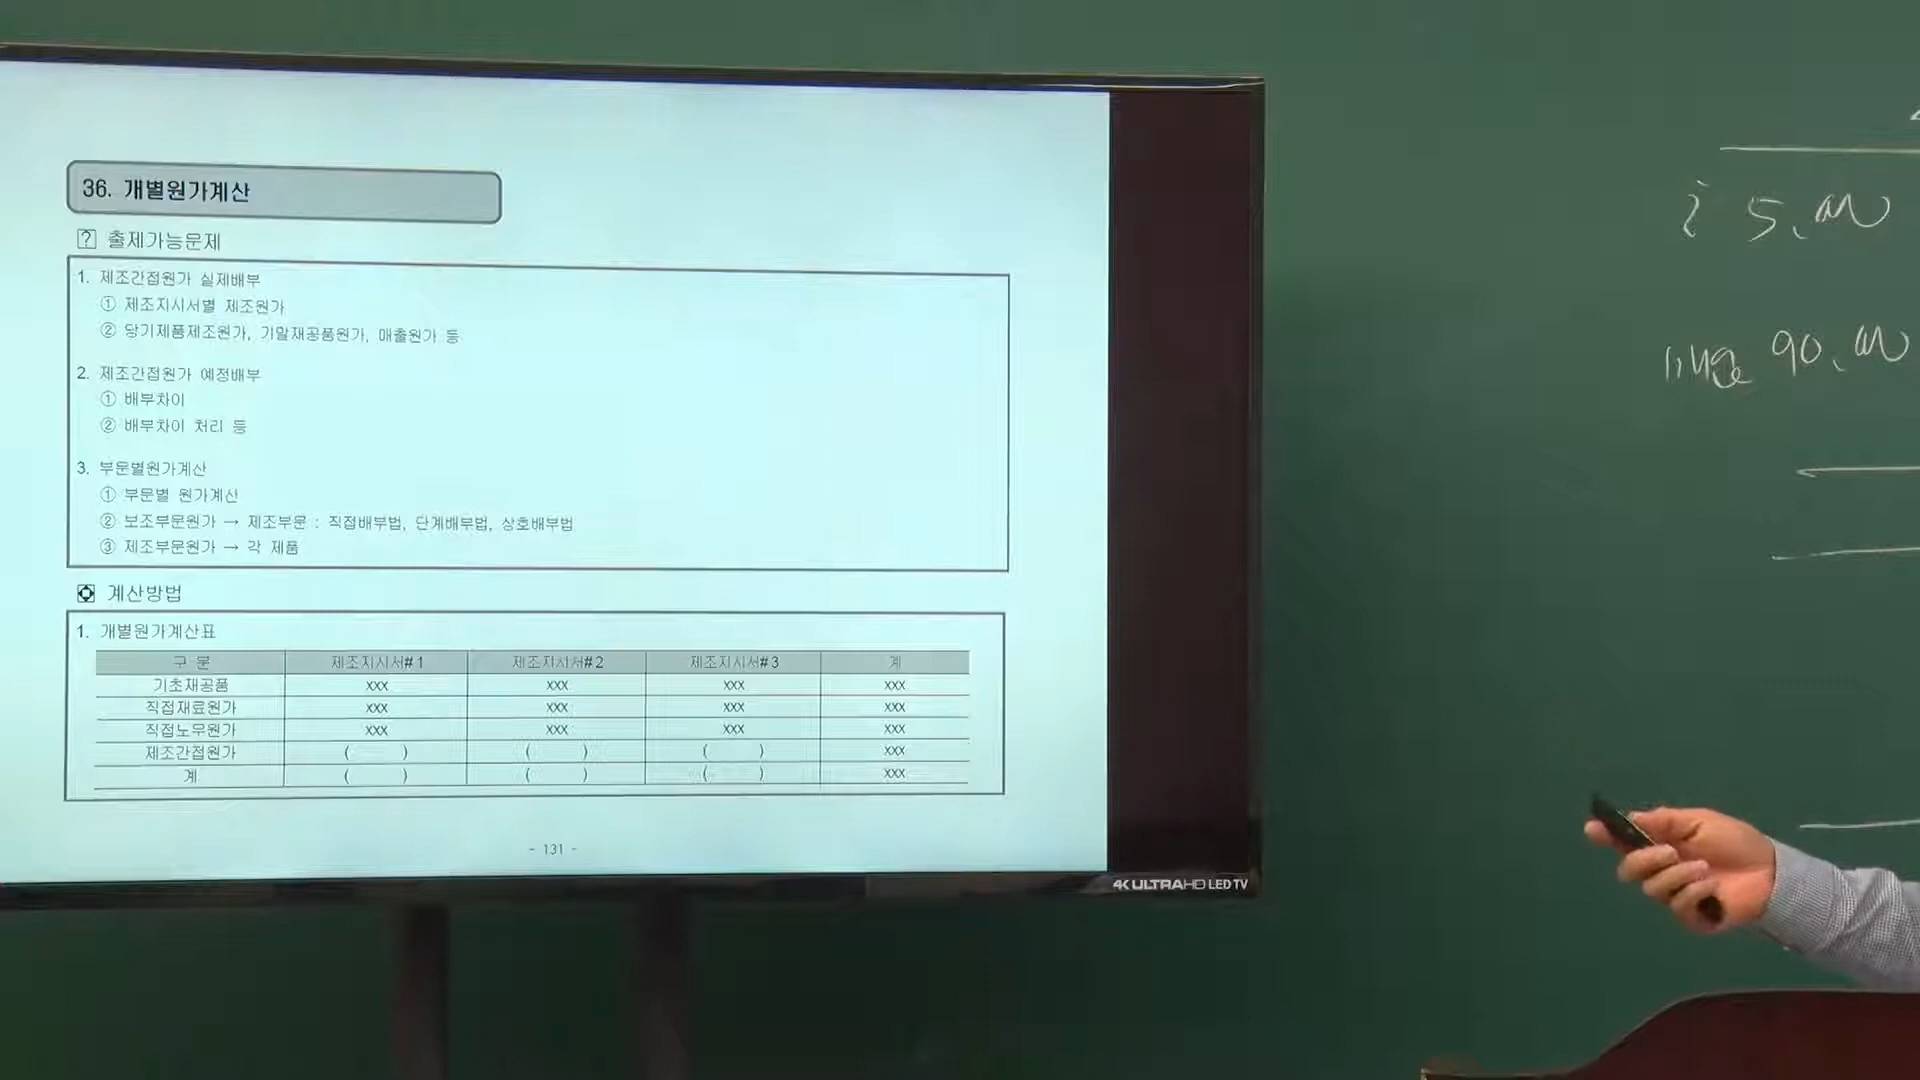 36. 개별원가계산
? 출제가능문제
1. 제조간접원가 실제배부
① 제조지시서별 제조원가
② 당기제품제조원가, 기말재공품원가, 매출원가 등
2. 제조간접원가 예정배부
① 배부차이
② 배부차이 처리 등
3. 부문별원가계산
① 부문별 원가계산
② 보조부문원가 → 제조부문 : 직접배부법, 단계배부법, 상호배부법
③ 제조부문원가 → 각 제품
계산방법
1. 개별원가계산표
구 분 제조지시서#1 제조지시서#2 제조지시서#3 계
기초재공품 xxx xxx xxx xxx
직접재료원가 xxx xxx xxx xxx
직접노무원가 xxx xxx xxx xxx
제조간접원가 ( ) ( ) ( ) xxx
계 ( ) ( ) ( ) xxx
- 131 -
4K ULTRA HD LED TV